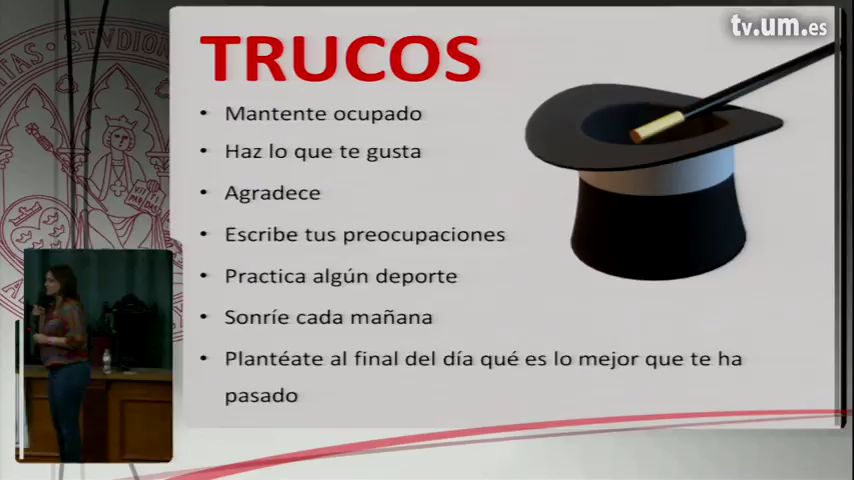 tv.um.es
TRUCOS
• Mantente ocupado
• Haz lo que te gusta
• Agradece
• Escribe tus preocupaciones
• Practica algún deporte
• Sonríe cada mañana
• Plantéate al final del día qué es lo mejor que te ha
pasado